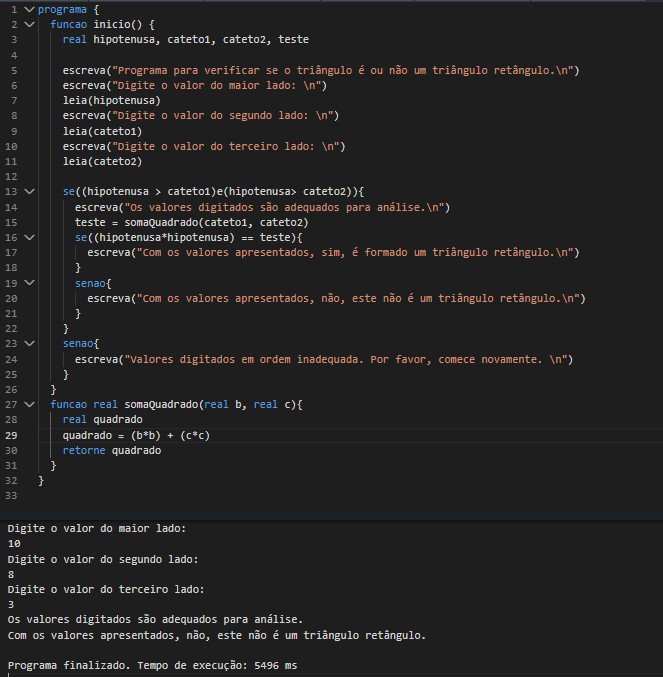 1 programa {
2 funcao inicio() {
3 real hipotenusa, cateto1, cateto2, teste
4
5 escreva("Programa para verificar se o triângulo é ou não um triângulo retângulo.\n")
6 escreva("Digite o valor do maior lado: \n")
7 leia(hipotenusa)
8 escreva("Digite o valor do segundo lado: \n")
9 leia(cateto1)
10 escreva("Digite o valor do terceiro lado: \n")
11 leia(cateto2)
12
13 se((hipotenusa > cateto1)e(hipotenusa> cateto2)){
14 escreva("Os valores digitados são adequados para análise.\n")
15 teste = somaQuadrado(cateto1, cateto2)
16 se((hipotenusa*hipotenusa) == teste){
17 escreva("Com os valores apresentados, sim, é formado um triângulo retângulo.\n")
18 }
19 senao{
20 escreva("Com os valores apresentados, não, este não é um triângulo retângulo.\n")
21 }
22 }
23 senao{
24 escreva("Valores digitados em ordem inadequada. Por favor, comece novamente. \n")
25 }
26 }
27 funcao real somaQuadrado(real b, real c){
28 real quadrado
29 quadrado = (b*b) + (c*c)
30 retorne quadrado
31 }
32 }
33
Digite o valor do maior lado:
10
Digite o valor do segundo lado:
8
Digite o valor do terceiro lado:
3
Os valores digitados são adequados para análise.
Com os valores apresentados, não, este não é um triângulo retângulo.
Programa finalizado. Tempo de execução: 5496 ms